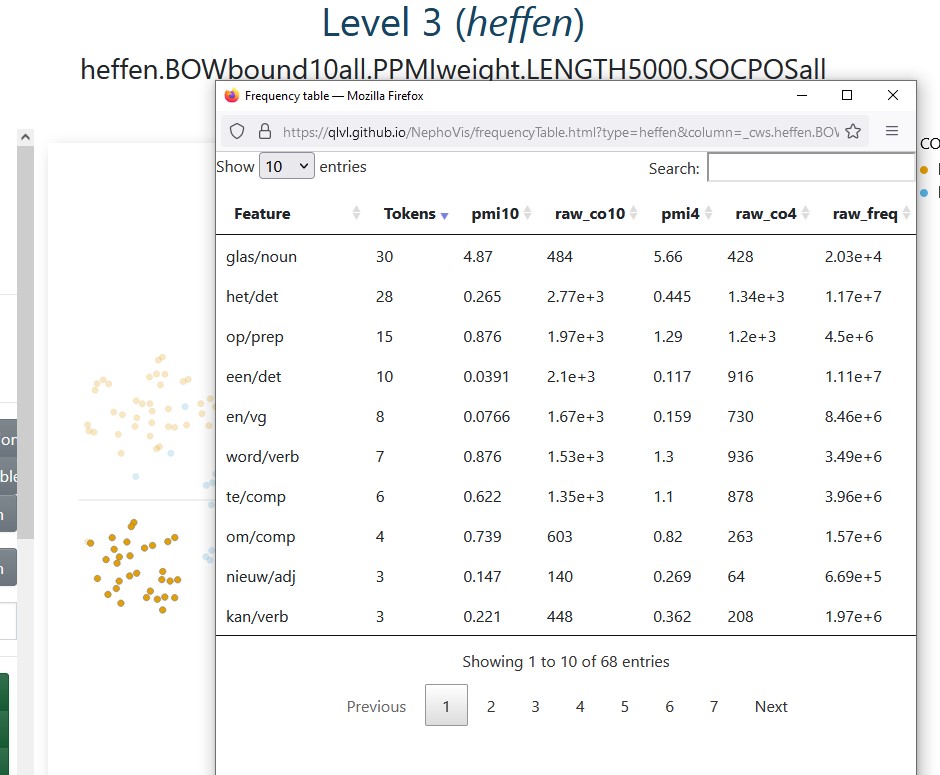 Level 3 (heffen)
heffen.BOWbound10all.PPMIweight.LENGTH5000.SOCPOSall
Frequency table — Mozilla Firefox
https://qlvl.github.io/NephoVis/frequencyTable.html?type=heffen&column=_cws.heffen.BOW
CO
Show 10 entries Search:
Feature Tokens pmi10 raw_co10 pmi4 raw_co4 raw_freq
glas/noun 30 4.87 484 5.66 428 2.03e+4
het/det 28 0.265 2.77e+3 0.445 1.34e+3 1.17e+7
op/prep 15 0.876 1.97e+3 1.29 1.2e+3 4.5e+6
een/det 10 0.0391 2.1e+3 0.117 916 1.11e+7
en/vg 8 0.0766 1.67e+3 0.159 730 8.46e+6
word/verb 7 0.876 1.53e+3 1.3 936 3.49e+6
te/comp 6 0.622 1.35e+3 1.1 878 3.96e+6
om/comp 4 0.739 603 0.82 263 1.57e+6
nieuw/adj 3 0.147 140 0.269 64 6.69e+5
kan/verb 3 0.221 448 0.362 208 1.97e+6
Showing 1 to 10 of 68 entries
Previous 1 2 3 4 5 6 7 Next